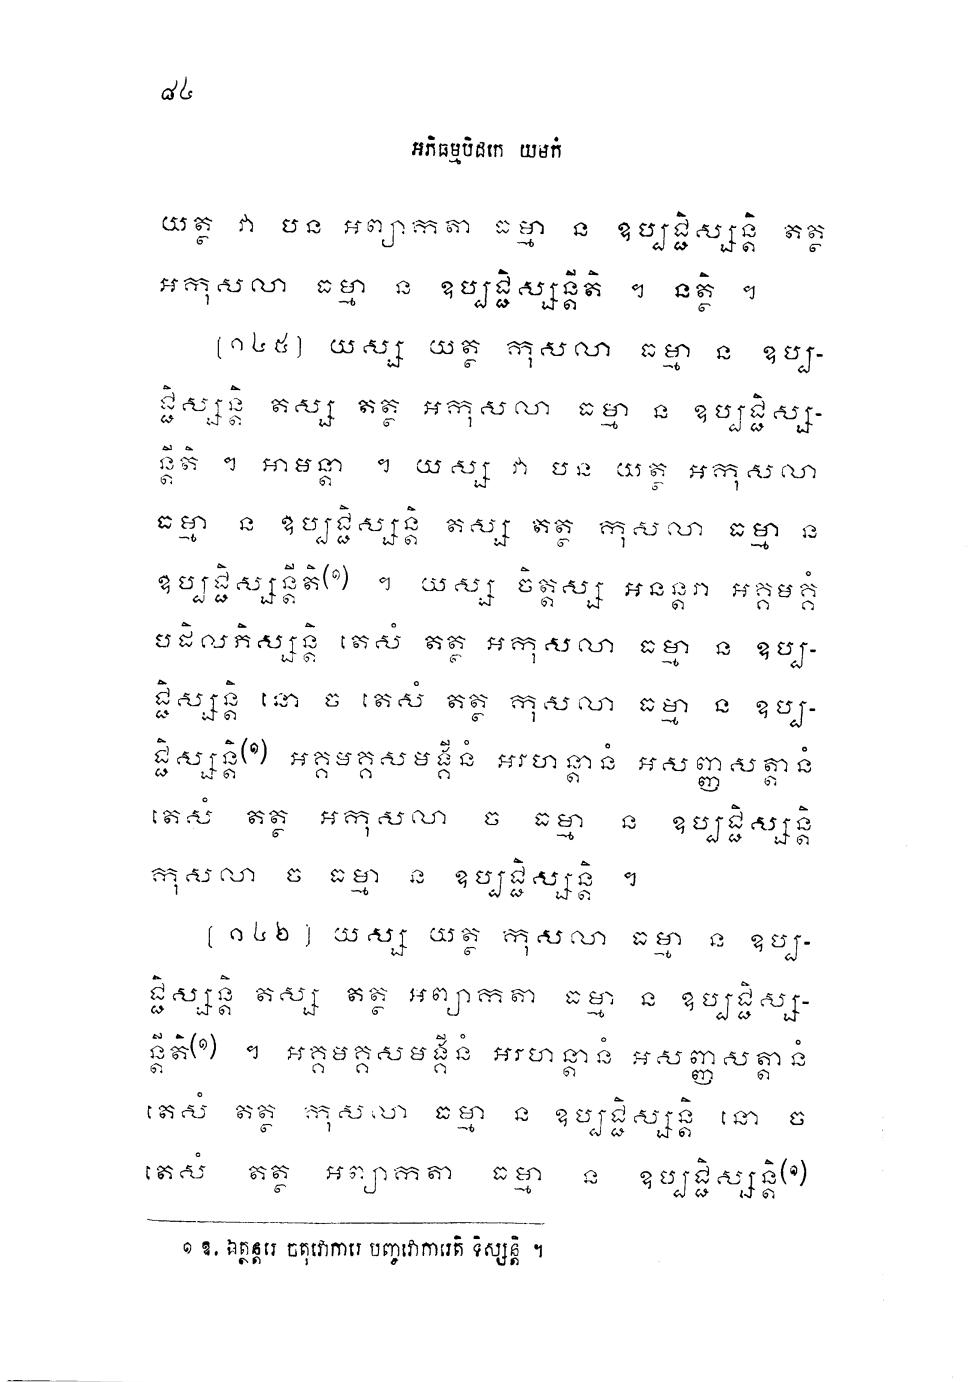 ៨៤
អភិធម្មបិដកេ យមកំ
យត្ថ វា បន អព្យាកតា ធម្មា ន ឧប្បជ្ជិស្សន្តិ តត្ថ
អកុសលា ធម្មា ន ឧប្បជ្ជិស្សន្តីតិ ។ នត្ថិ ។
[១៤៥] យស្ស យត្ថ កុសលា ធម្មា ន ឧប្ប-
ជ្ជិស្សន្តិ តស្ស តត្ថ អកុសលា ធម្មា ន ឧប្បជ្ជិស្ស-
ន្តីតិ ។ អាមន្តា ។ យស្ស វា បន យត្ថ អកុសលា
ធម្មា ន ឧប្បជ្ជិស្សន្តិ តស្ស តត្ថ កុសលា ធម្មា ន
ឧប្បជ្ជិស្សន្តីតិ(១) ។ យស្ស ចិត្តស្ស អនន្តរា អគ្គមគ្គំ
បដិលភិស្សន្តិ តេសំ តត្ថ អកុសលា ធម្មា ន ឧប្ប-
ជ្ជិស្សន្តិ នោ ច តេសំ តត្ថ កុសលា ធម្មា ន ឧប្ប-
ជ្ជិស្សន្តិ(១) អគ្គមគ្គសមង្គីនំ អរហន្តានំ អសញ្ញសត្តានំ
តេសំ តត្ថ អកុសលា ច ធម្មា ន ឧប្បជ្ជិស្សន្តិ
កុសលា ច ធម្មា ន ឧប្បជ្ជិស្សន្តិ ។
[១៤៦] យស្ស យត្ថ កុសលា ធម្មា ន ឧប្ប-
ជ្ជិស្សន្តិ តស្ស តត្ថ អព្យាកតា ធម្មា ន ឧប្បជ្ជិស្ស-
ន្តីតិ(១) ។ អគ្គមគ្គសមង្គីនំ អរហន្តានំ អសញ្ញសត្តានំ
តេសំ តត្ថ កុសលា ធម្មា ន ឧប្បជ្ជិស្សន្តិ នោ ច
តេសំ តត្ថ អព្យាកតា ធម្មា ន ឧប្បជ្ជិស្សន្តិ(១)
១ ឱ. ឯត្ថន្តរេ ចតុវោការេ បញ្ចវោការេតិ ទិស្សន្តិ ។